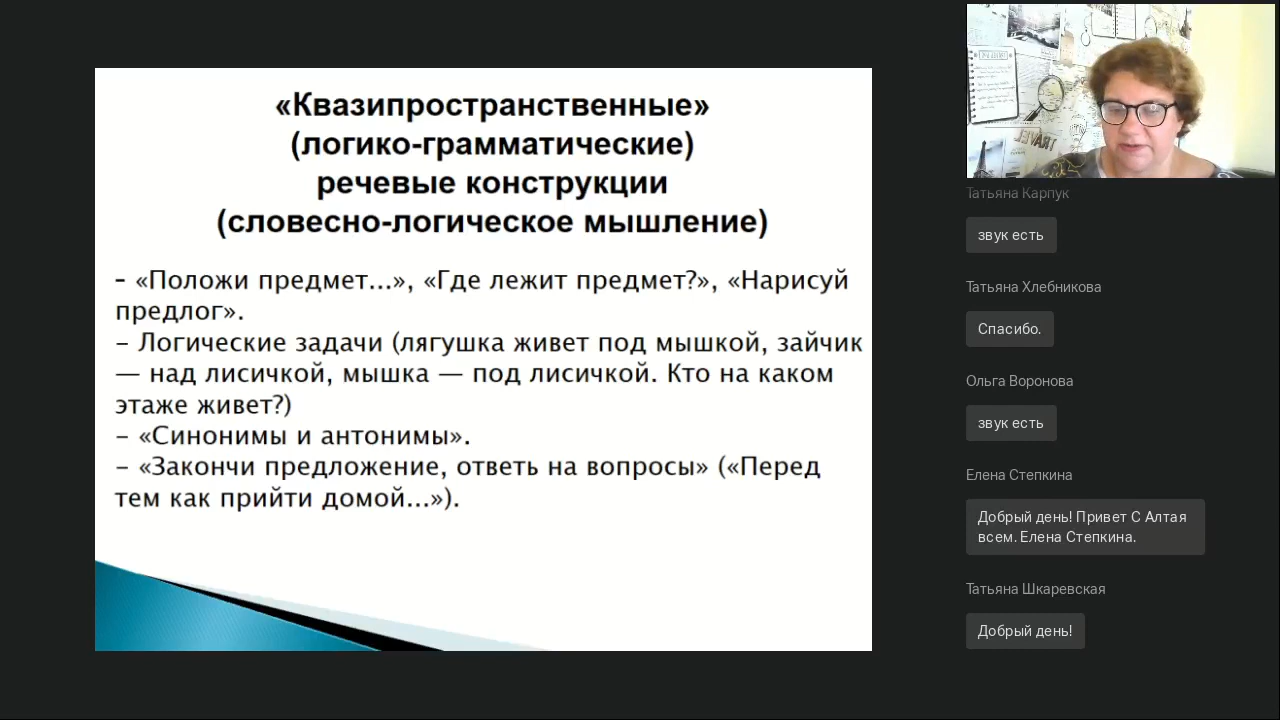 «Квазипространственные»
(логико-грамматические)
речевые конструкции
(словесно-логическое мышление)
- «Положи предмет...», «Где лежит предмет?», «Нарисуй
предлог».
– Логические задачи (лягушка живет под мышкой, зайчик
— над лисичкой, мышка — под лисичкой. Кто на каком
этаже живет?)
– «Синонимы и антонимы».
– «Закончи предложение, ответь на вопросы» («Перед
тем как прийти домой...»).
Татьяна Карпук
звук есть
Татьяна Хлебникова
Спасибо.
Ольга Воронова
звук есть
Елена Степкина
Добрый день! Привет С Алтая
всем. Елена Степкина.
Татьяна Шкаревская
Добрый день!